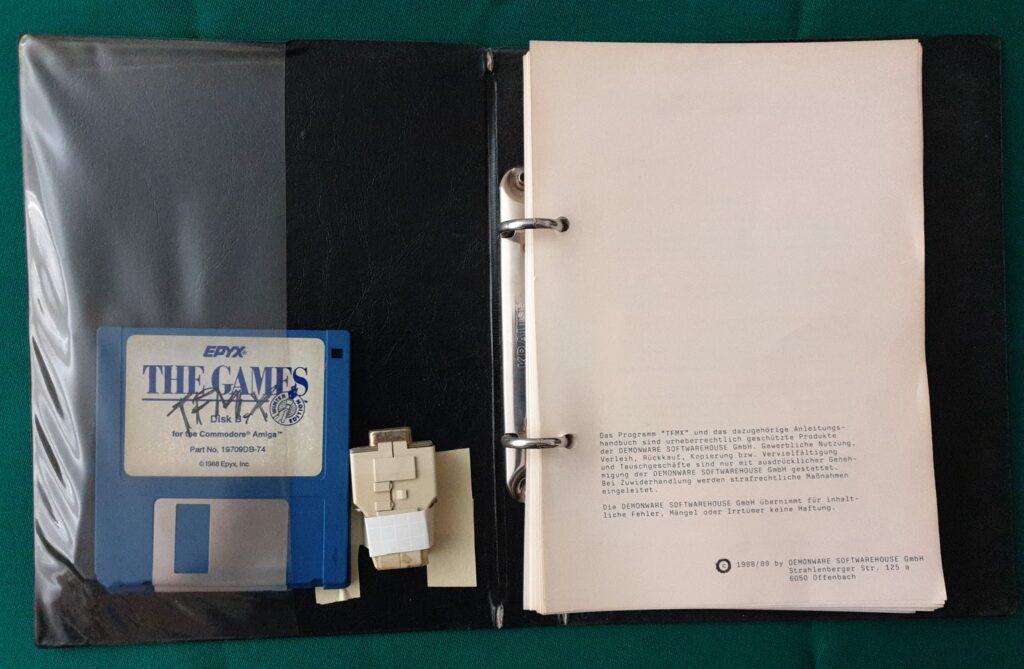 EPYX®
THE GAMES
TFMX
WINTER EDITION
Disk B
for the Commodore® Amiga™
Part No. 19709DB-74
©1988 Epyx, Inc.
Das Programm "TFMX" und das dazugehörige Anleitungs-
handbuch sind urheberrechtlich geschützte Produkte
der DEMONWARE SOFTWAREHOUSE GmbH. Gewerbliche Nutzung,
Verleih, Rückkauf, Kopierung bzw. Vervielfältigung
und Tauschgeschäfte sind nur mit ausdrücklicher Geneh-
migung der DEMONWARE SOFTWAREHOUSE GmbH gestattet.
Bei Zuwiderhandlung werden strafrechtliche Maßnahmen
eingeleitet.
Die DEMONWARE SOFTWAREHOUSE GmbH übernimmt für inhalt-
liche Fehler, Mängel oder Irrtümer keine Haftung.
1988/89 by DEMONWARE SOFTWAREHOUSE GmbH
Strahlenberger Str. 125 a
6050 Offenbach